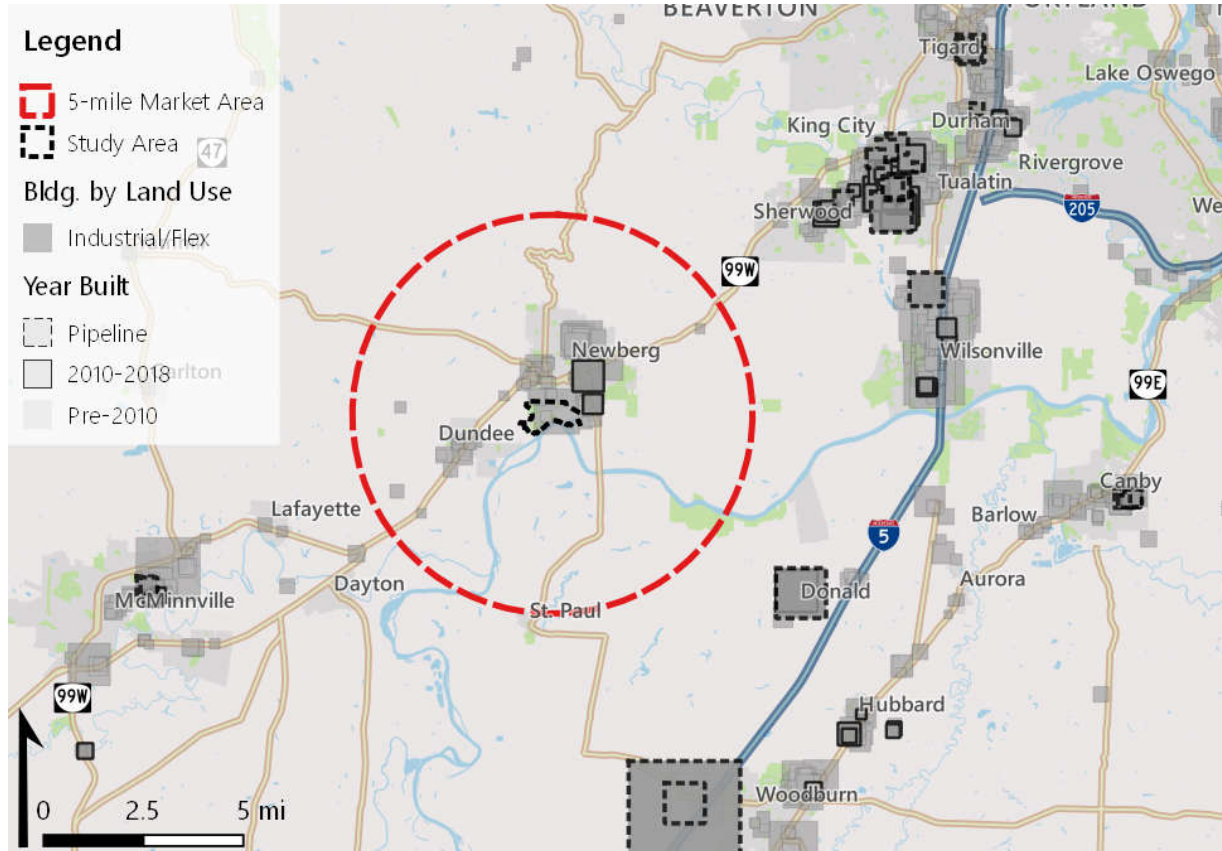 BEAVERTON
PORTLAND
Legend
5-mile Market Area
Study Area
47
Bldg. by Land Use
Industrial/Flex
Year Built
Pipeline
2010-2018
Pre-2010
Tigard
Lake Oswego
Durham
King City
Rivergrove
Tualatin
Sherwood
205
We
99W
Newberg
Wilsonville
99E
Dundee
Canby
Lafayette
Barlow
5
Dayton
Aurora
McMinnville
Donald
St. Paul
99W
Hubbard
Woodburn
0 2.5 5 mi